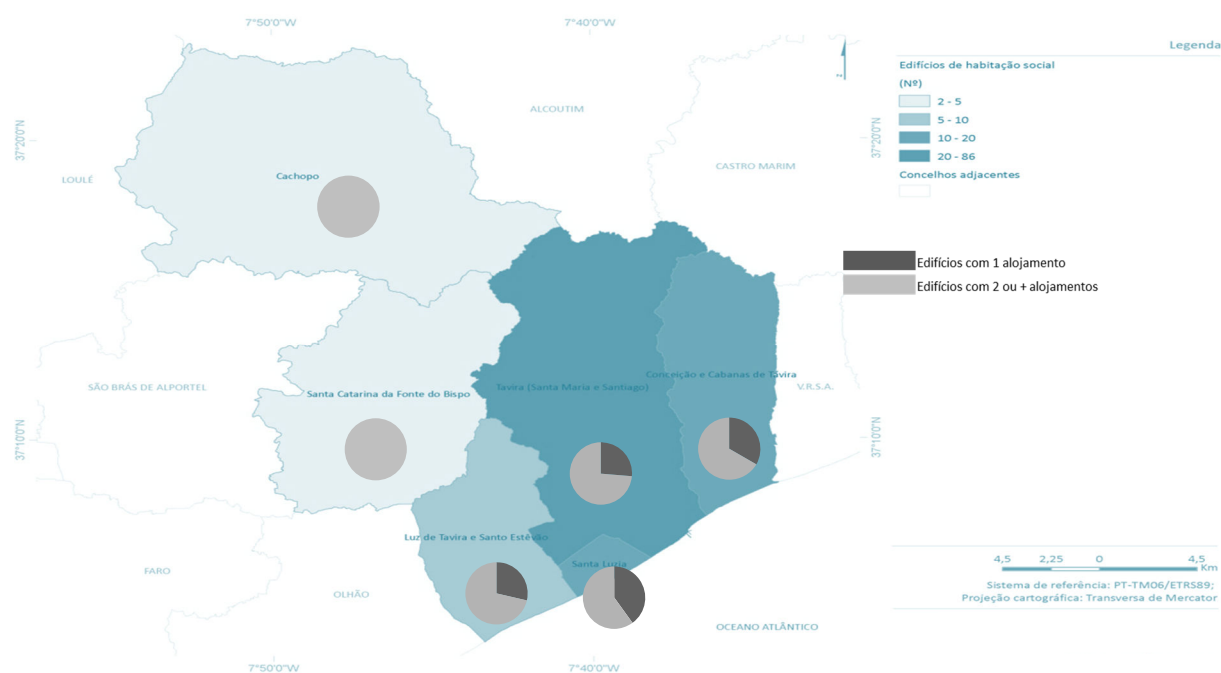 7°50'0"W
7°40'0"W
Legenda
Edifícios de habitação social
(Nº)
2 - 5
5 - 10
10 - 20
20 - 86
Concelhos adjacentes
ALCOUTIM
37°20'0"N
37°20'0"N
CASTRO MARIM
LOULÉ
Cachopo
Edifícios com 1 alojamento
Edifícios com 2 ou + alojamentos
Conceição e Cabanas de Tavira
SÃO BRÁS DE ALPORTEL
Santa Catarina da Fonte do Bispo
Tavira (Santa Maria e Santiago)
V.R.S.A.
37°10'0"N
37°10'0"N
Luz de Tavira e Santo Estêvão
Santa Luzia
FARO
OLHÃO
OCEANO ATLÂNTICO
4,5 2,25 0 4,5
Km
Sistema de referência: PT-TM06/ETRS89;
Projeção cartográfica: Transversa de Mercator
7°50'0"W
7°40'0"W